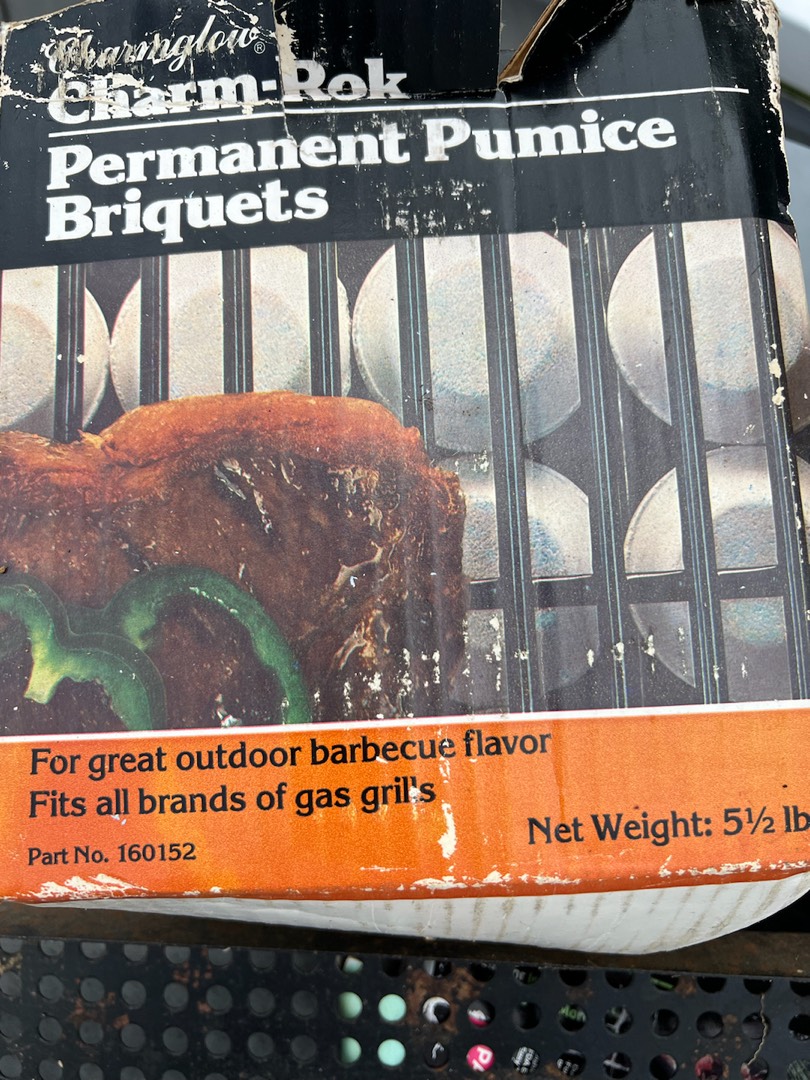 Charmglow®
Charm-Rok
Permanent Pumice
Briquets
For great outdoor barbecue flavor
Fits all brands of gas grills
Net Weight: 5½ lb
Part No. 160152